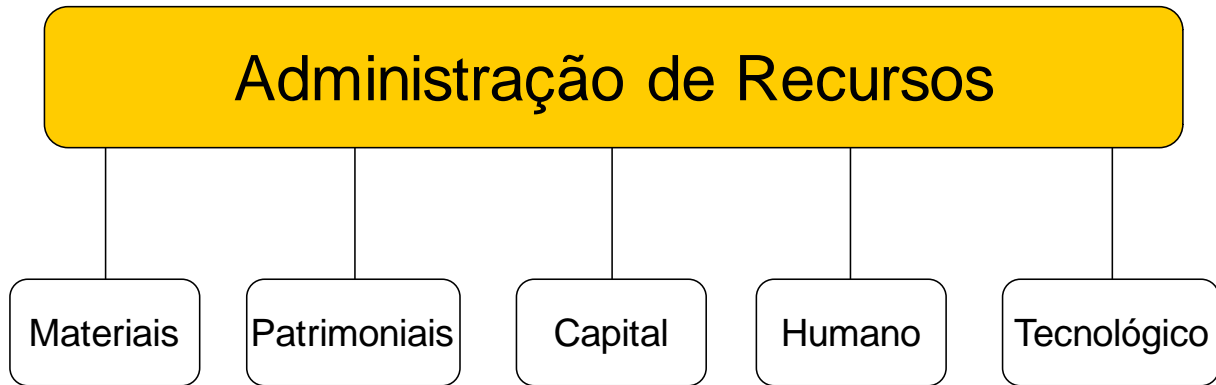 Administração de Recursos
Materiais
Patrimoniais
Capital
Humano
Tecnológico